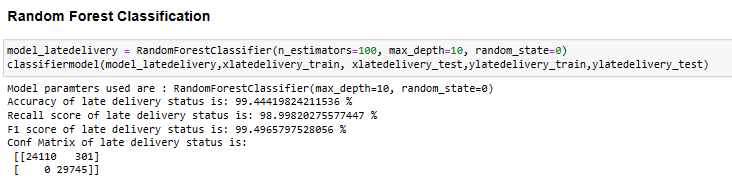 Random Forest Classification
model_latedelivery = RandomForestClassifier(n_estimators=100, max_depth=10, random_state=0)
classifiermodel(model_latedelivery,xlatedelivery_train, xlatedelivery_test,ylatedelivery_train,ylatedelivery_test)
Model paramters used are : RandomForestClassifier(max_depth=10, random_state=0)
Accuracy of late delivery status is: 99.44419824211536 %
Recall score of late delivery status is: 98.99820275577447 %
F1 score of late delivery status is: 99.4965797528056 %
Conf Matrix of late delivery status is:
[[24110   301]
[    0 29745]]